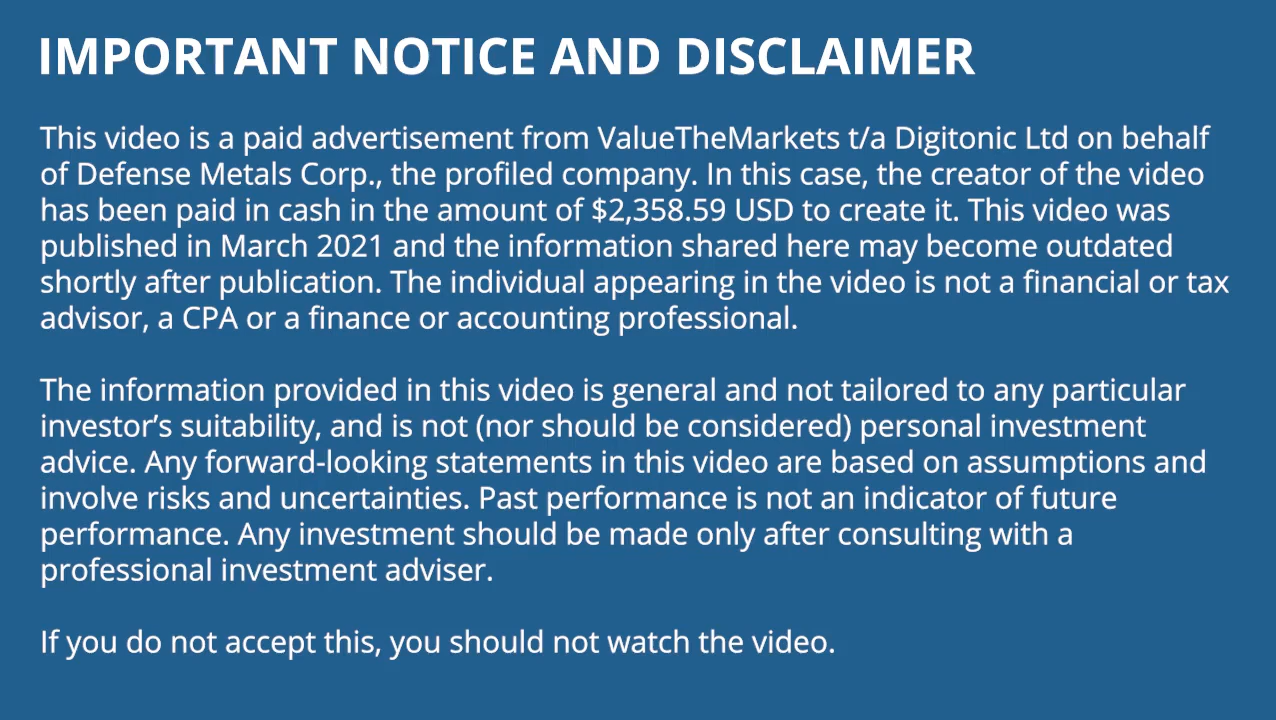 IMPORTANT NOTICE AND DISCLAIMER
This video is a paid advertisement from ValueTheMarkets t/a Digitonic Ltd on behalf
of Defense Metals Corp., the profiled company. In this case, the creator of the video
has been paid in cash in the amount of $2,358.59 USD to create it. This video was
published in March 2021 and the information shared here may become outdated
shortly after publication. The individual appearing in the video is not a financial or tax
advisor, a CPA or a finance or accounting professional.
The information provided in this video is general and not tailored to any particular
investor’s suitability, and is not (nor should be considered) personal investment
advice. Any forward-looking statements in this video are based on assumptions and
involve risks and uncertainties. Past performance is not an indicator of future
performance. Any investment should be made only after consulting with a
professional investment adviser.
If you do not accept this, you should not watch the video.